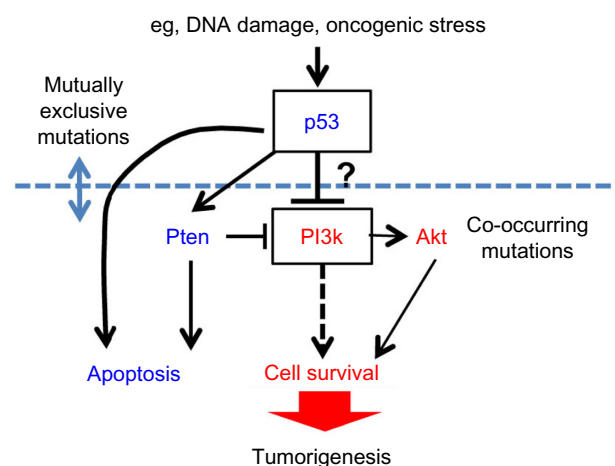 eg, DNA damage, oncogenic stress
Mutually
exclusive
mutations
p53
?
Pten
PI3k
Akt
Co-occurring
mutations
Apoptosis
Cell survival
Tumorigenesis